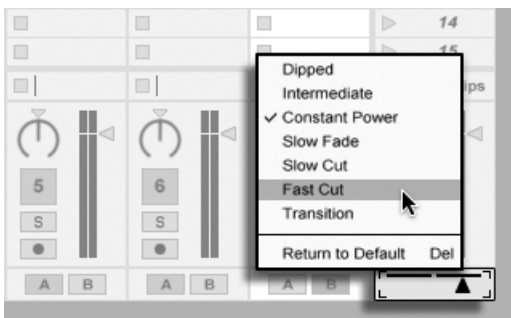 14
15
ips
Dipped
Intermediate
Constant Power
Slow Fade
Slow Cut
Fast Cut
Transition
Return to Default Del
5
6
S
S
A B
A B
A B